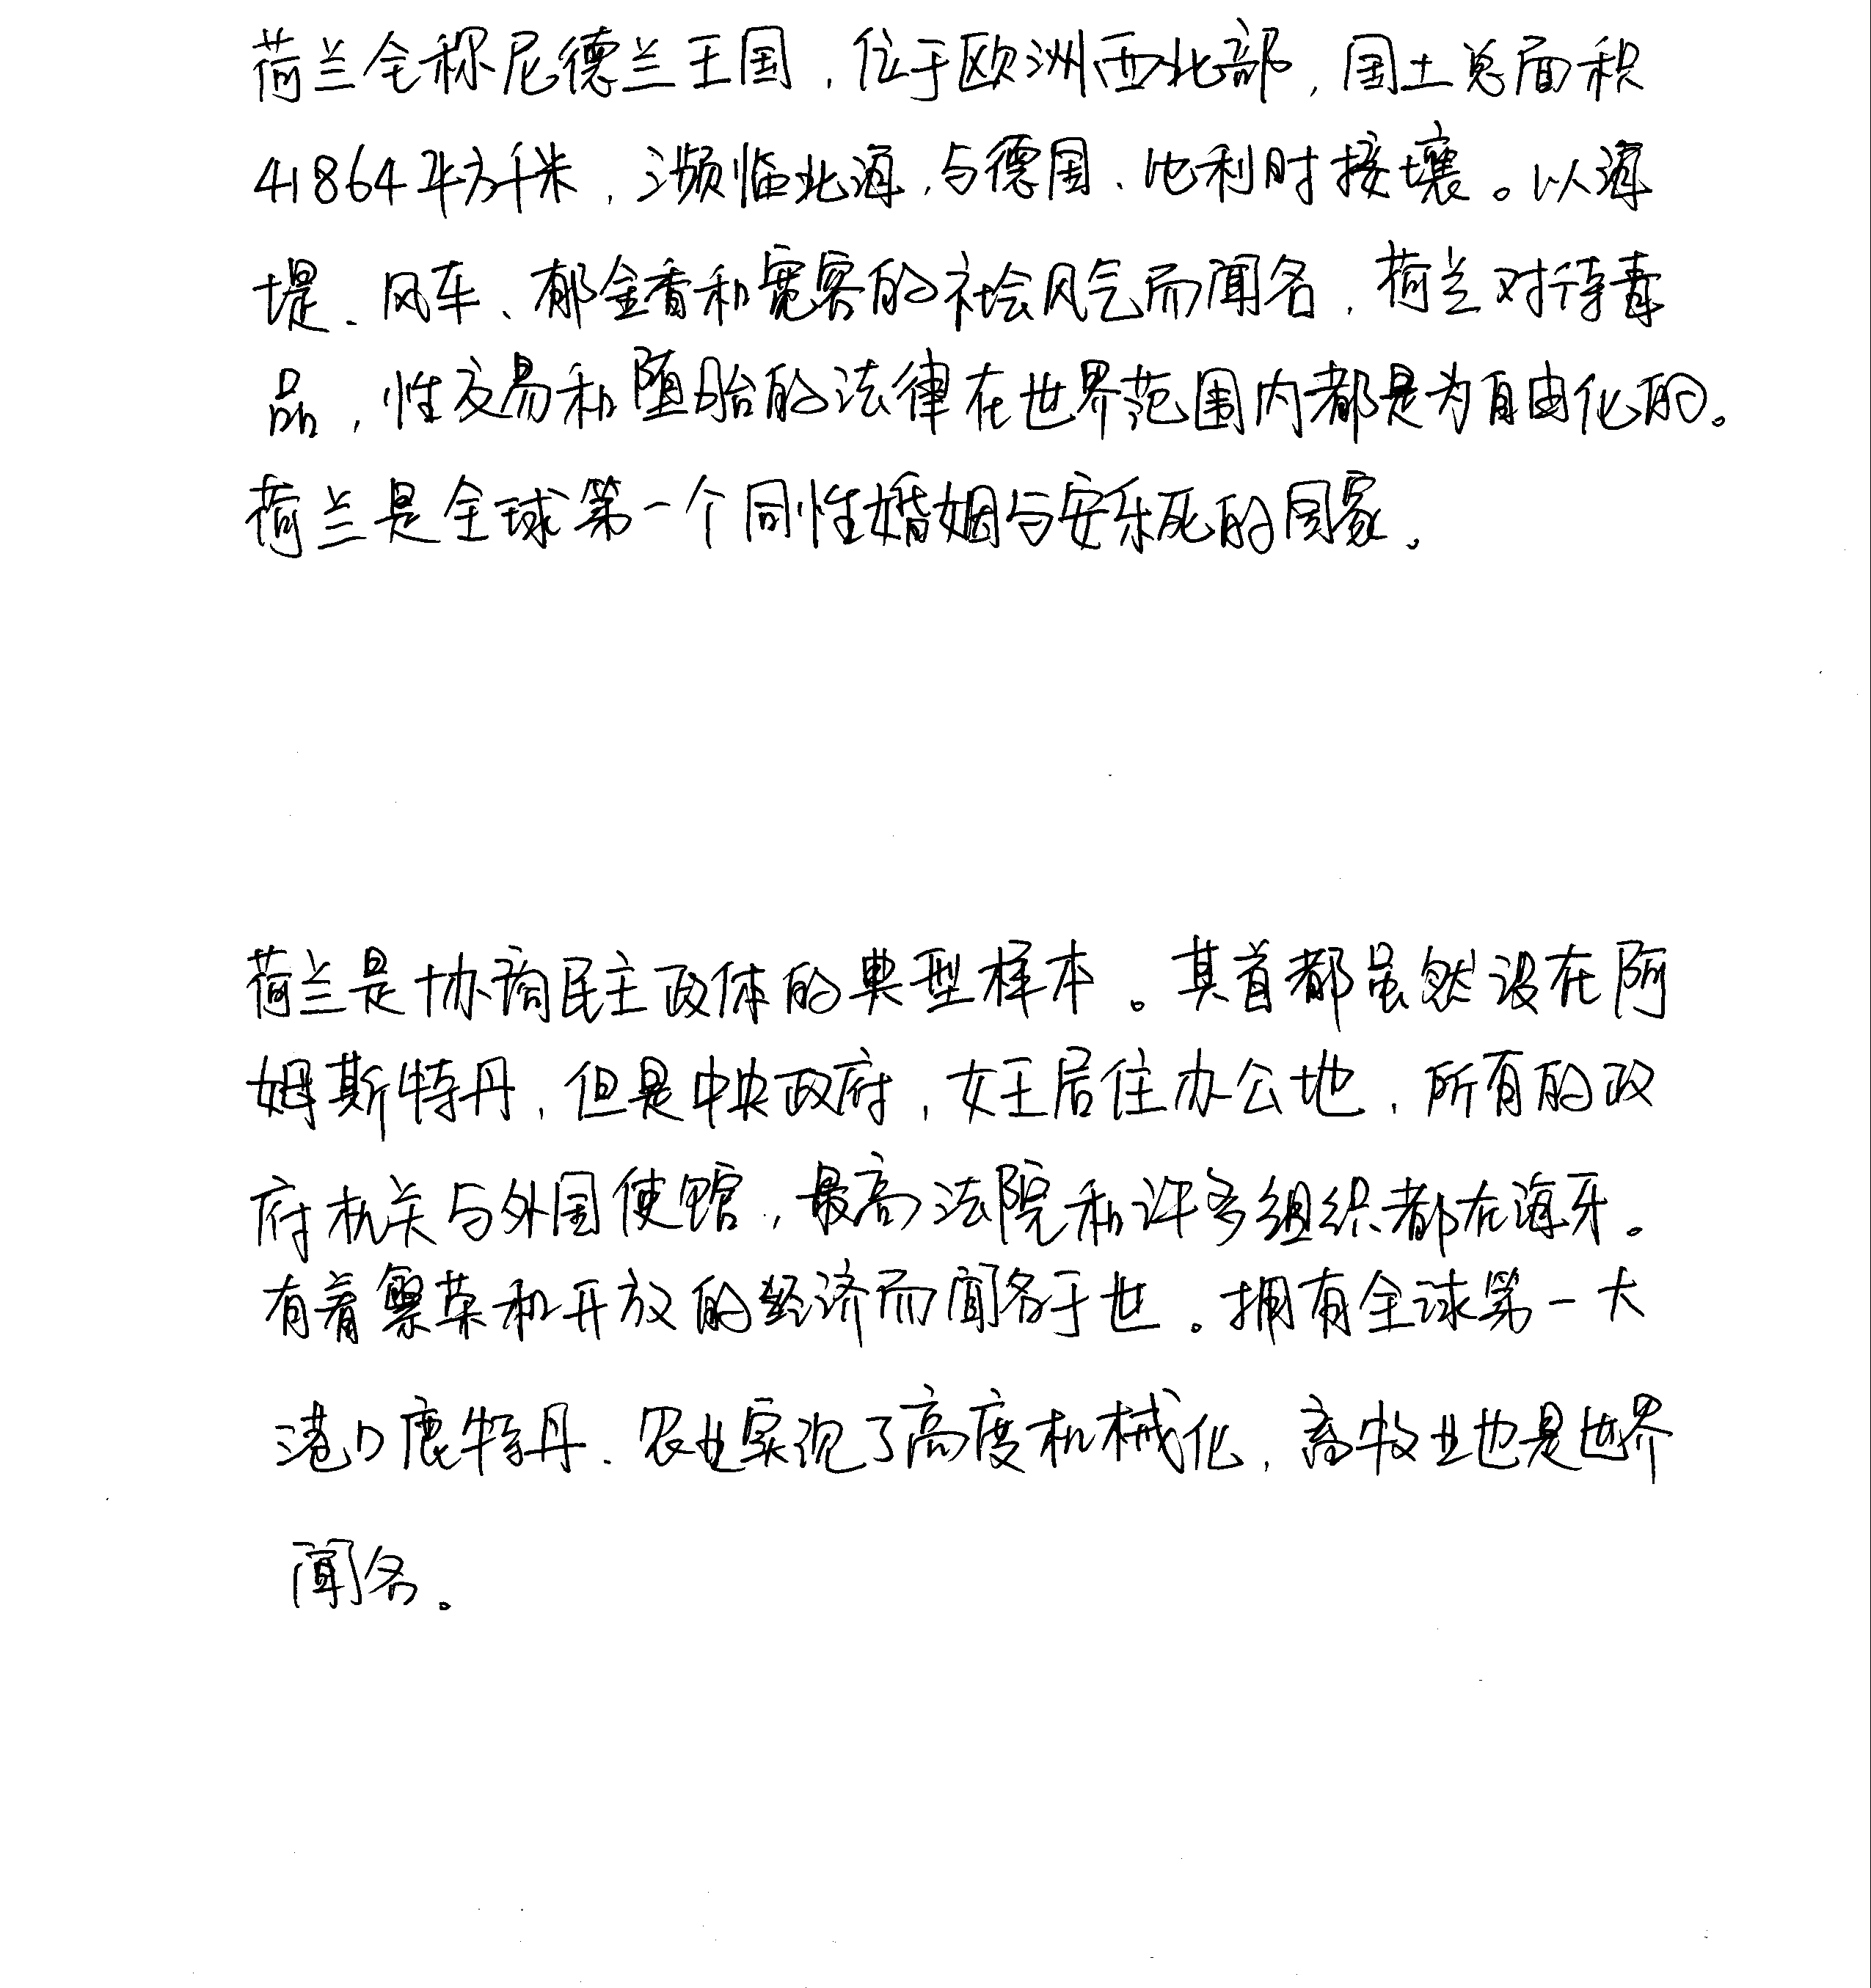 荷兰全称尼德兰王国,位于欧洲西北部,国土总面积
41864平方千米,濒临北海,与德国、比利时接壤。以海
堤、风车、郁金香和宽容的社会风气而闻名,荷兰对待毒
品,性交易和堕胎的法律在世界范围内都是为自由化的。
荷兰是全球第一个同性婚姻与安乐死的国家.
荷兰是协调民主政体的典型样本。其首都虽然设在阿
姆斯特丹,但是中央政府,女王居住办公地,所有的政
府机关与外国使馆,最高法院和许多组织都在海牙。
有着繁荣和开放的经济而闻名于世。拥有全球第一大
港口鹿特丹.农业实现了高度机械化,畜牧业也是世界
闻名。